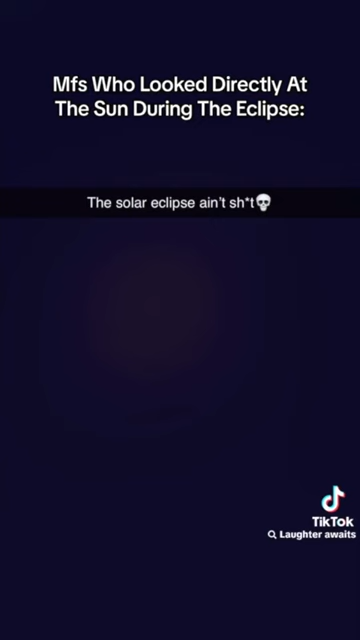 Mfs Who Looked Directly At
The Sun During The Eclipse:
The solar eclipse ain't sh*t💀
TikTok
Laughter awaits